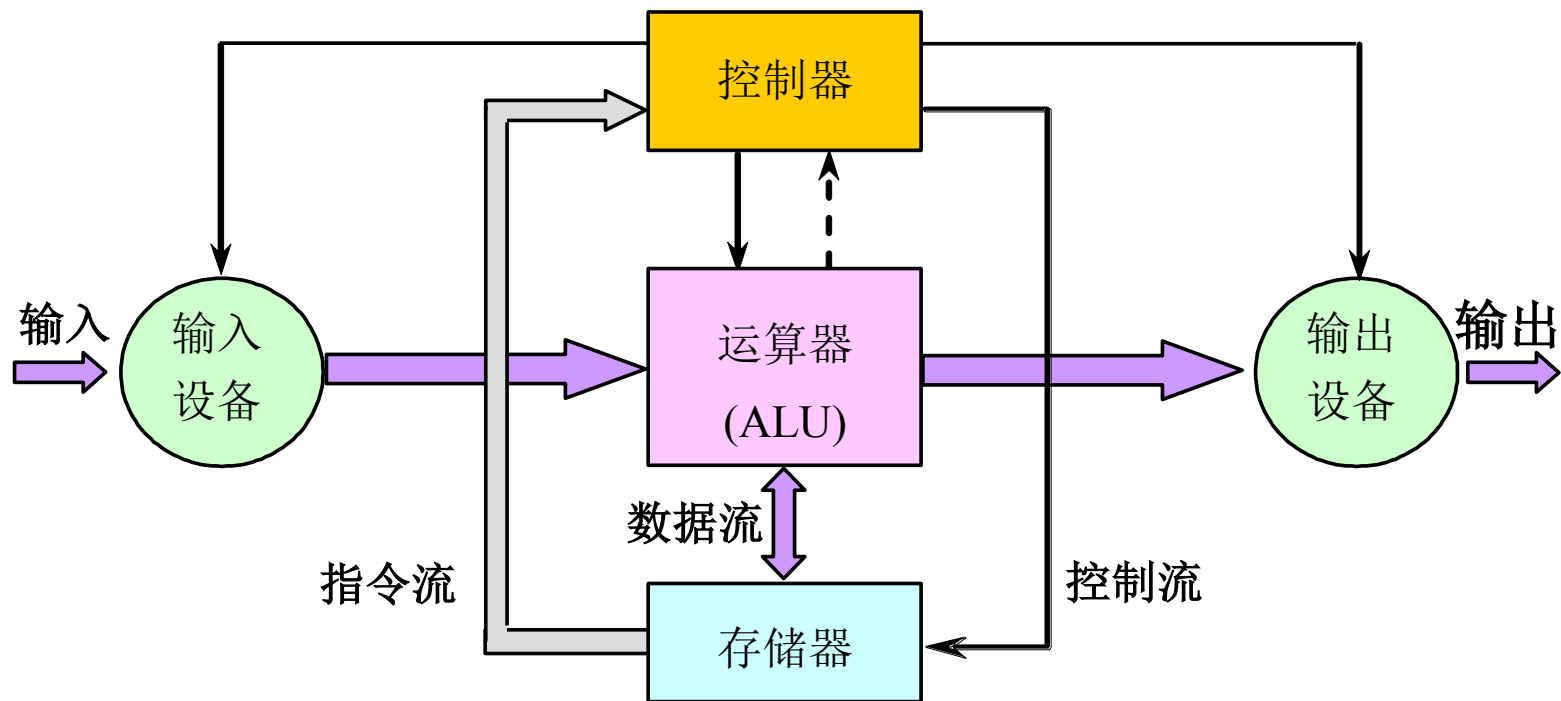 控制器
输入
输入
设备
运算器
(ALU)
输出
设备
输出
数据流
指令流
控制流
存储器